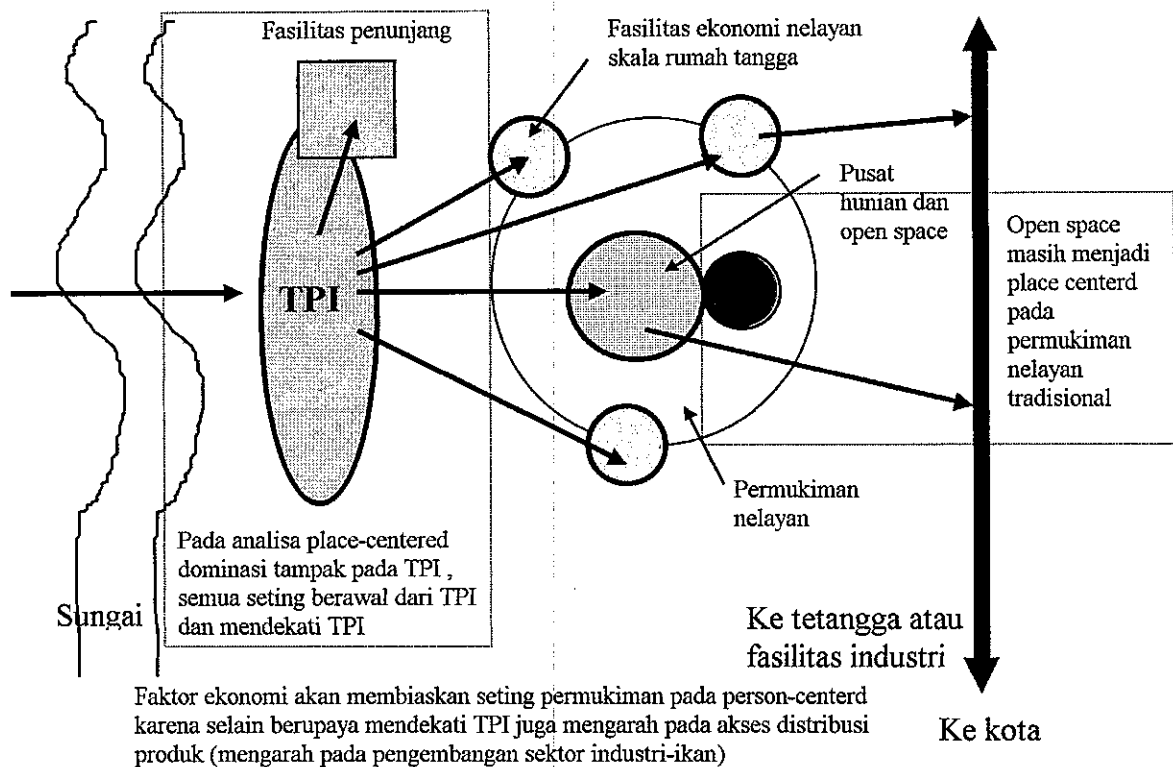 Fasilitas penunjang
Fasilitas ekonomi nelayan
skala rumah tangga
Pusat
hunian dan
open space
Open space
masih menjadi
place centerd
pada
permukiman
nelayan
tradisional
TPI
Permukiman
nelayan
Pada analisa place-centered
dominasi tampak pada TPI ,
semua seting berawal dari TPI
dan mendekati TPI
Sungai
Ke tetangga atau
fasilitas industri
Faktor ekonomi akan membiaskan seting permukiman pada person-centerd
karena selain berupaya mendekati TPI juga mengarah pada akses distribusi
produk (mengarah pada pengembangan sektor industri-ikan)
Ke kota